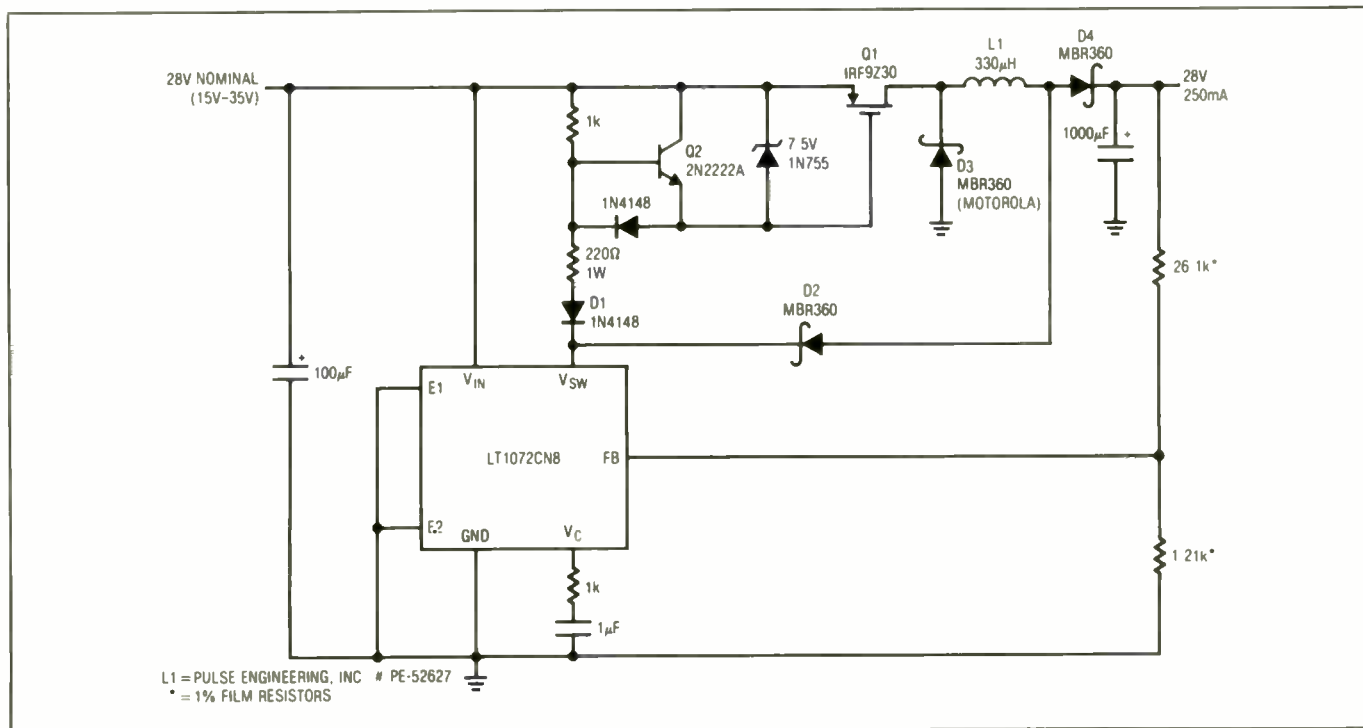 28V NOMINAL
(15V–35V)
1k
Q2
2N2222A
7 5V
1N755
Q1
IRF9Z30
L1
330µH
D4
MBR360
28V
250mA
1000µF
+
D3
MBR360
(MOTOROLA)
1N4148
220Ω
1W
D1
1N4148
D2
MBR360
26 1k*
+
100µF
E1
VIN
VSW
LT1072CN8
FB
E2
GND
VC
1k
1µF
1 21k*
L1 = PULSE ENGINEERING, INC # PE-52627
* = 1% FILM RESISTORS